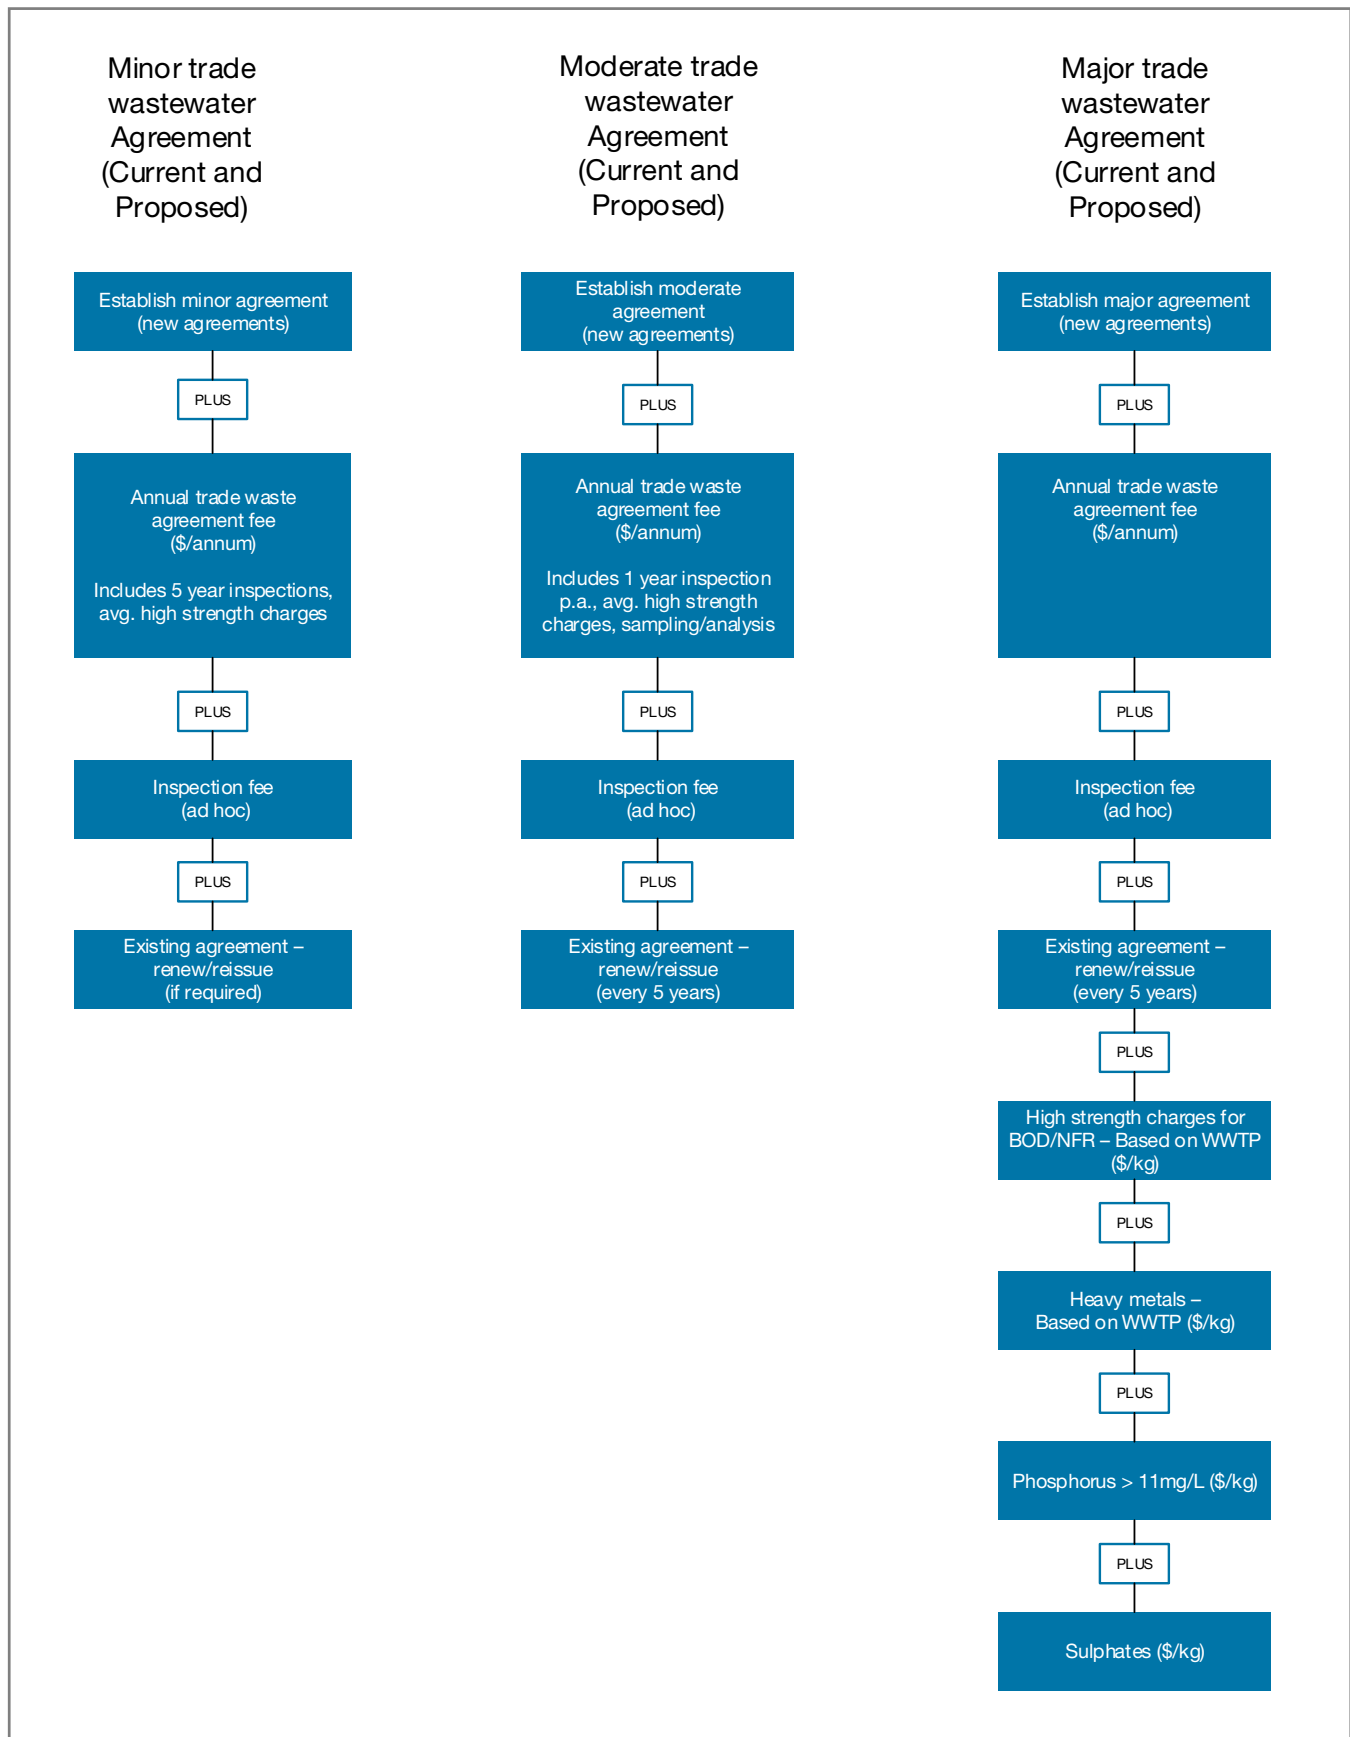 Minor trade
wastewater
Agreement
(Current and
Proposed)
Establish minor agreement
(new agreements)
PLUS
Annual trade waste
agreement fee
($/annum)
Includes 5 year inspections,
avg. high strength charges
PLUS
Inspection fee
(ad hoc)
PLUS
Existing agreement –
renew/reissue
(if required)
Moderate trade
wastewater
Agreement
(Current and
Proposed)
Establish moderate
agreement
(new agreements)
PLUS
Annual trade waste
agreement fee
($/annum)
Includes 1 year inspection
p.a., avg. high strength
charges, sampling/analysis
PLUS
Inspection fee
(ad hoc)
PLUS
Existing agreement –
renew/reissue
(every 5 years)
Major trade
wastewater
Agreement
(Current and
Proposed)
Establish major agreement
(new agreements)
PLUS
Annual trade waste
agreement fee
($/annum)
PLUS
Inspection fee
(ad hoc)
PLUS
Existing agreement –
renew/reissue
(every 5 years)
PLUS
High strength charges for
BOD/NFR – Based on WWTP
($/kg)
PLUS
Heavy metals –
Based on WWTP ($/kg)
PLUS
Phosphorus > 11mg/L ($/kg)
PLUS
Sulphates ($/kg)